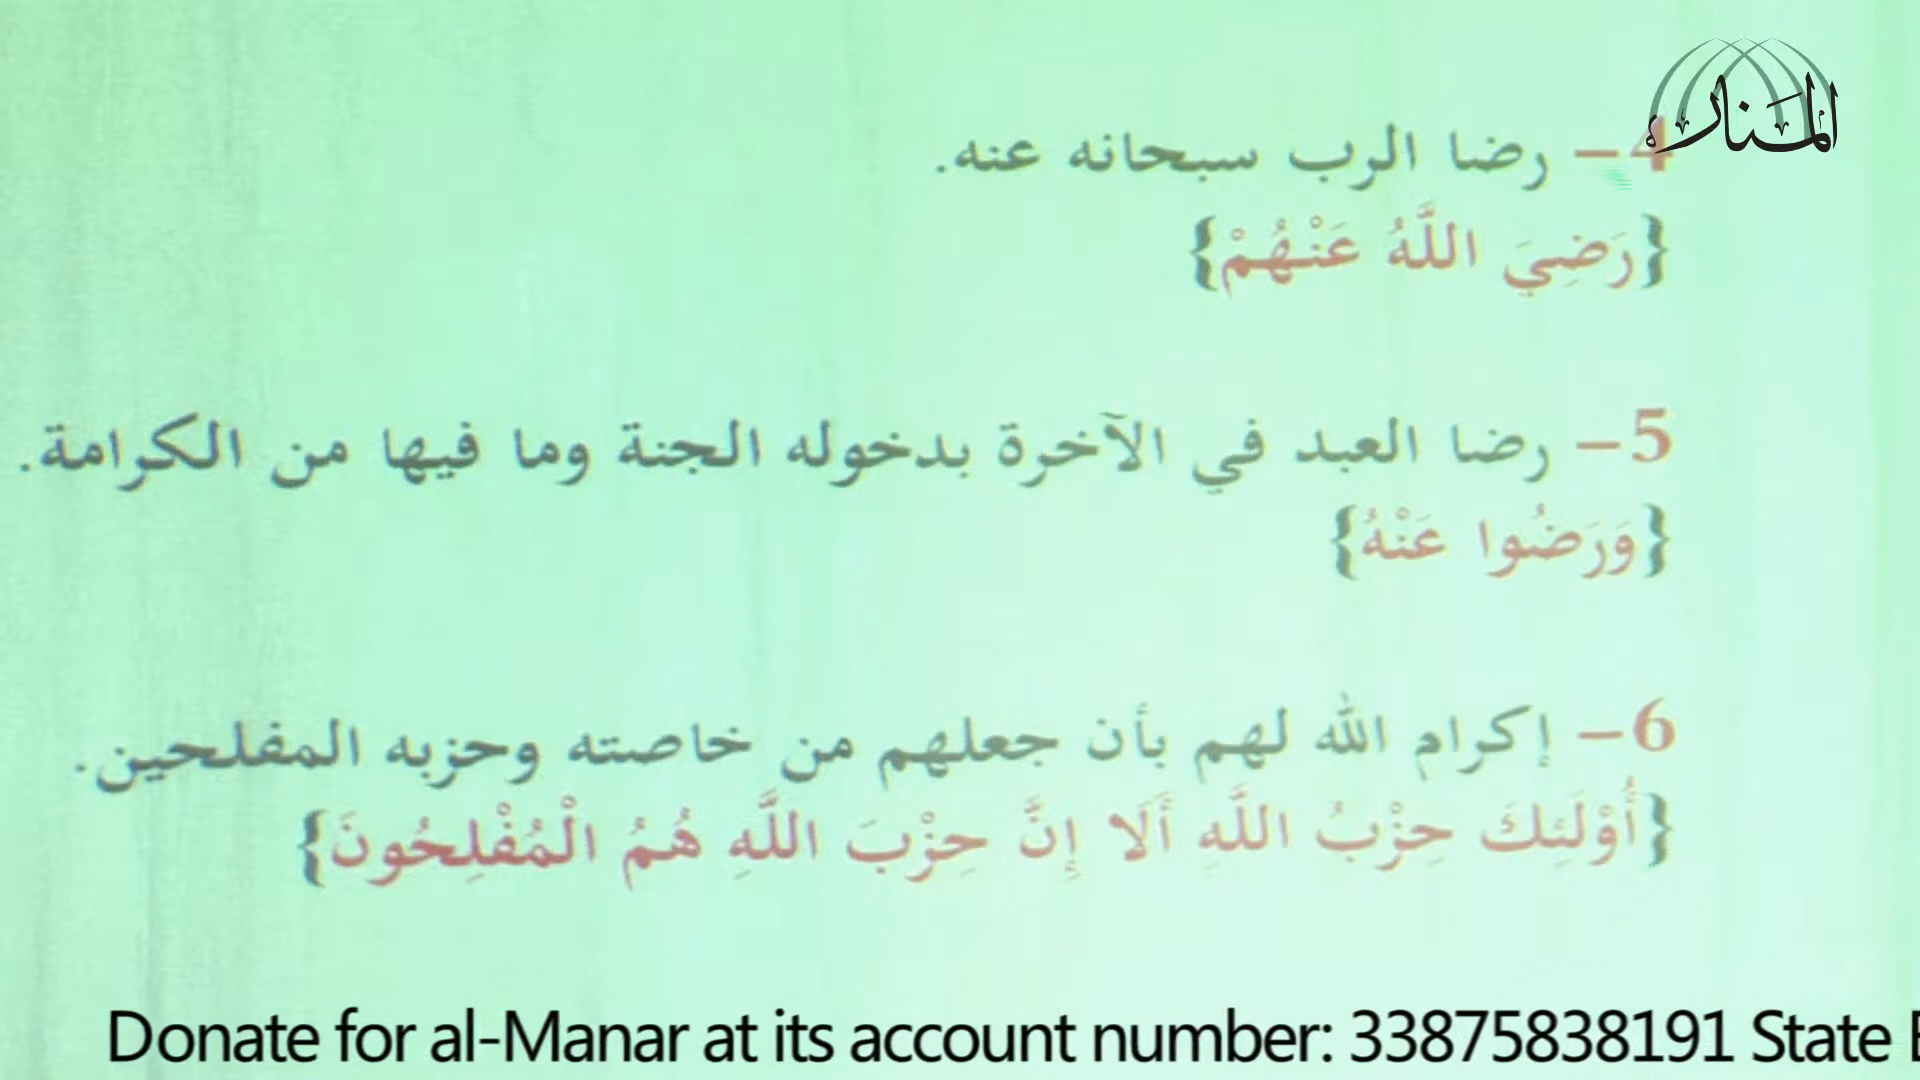 المنارة
4– رضا الرب سبحانه عنه.
{رَضِيَ اللَّهُ عَنْهُمْ}
5– رضا العبد في الآخرة بدخوله الجنة وما فيها من الكرامة.
{وَرَضُوا عَنْهُ}
6– إكرام الله لهم بأن جعلهم من خاصته وحزبه المفلحين.
{أُوْلَئِكَ حِزْبُ اللَّهِ أَلَا إِنَّ حِزْبَ اللَّهِ هُمُ الْمُفْلِحُونَ}
Donate for al-Manar at its account number: 33875838191 State